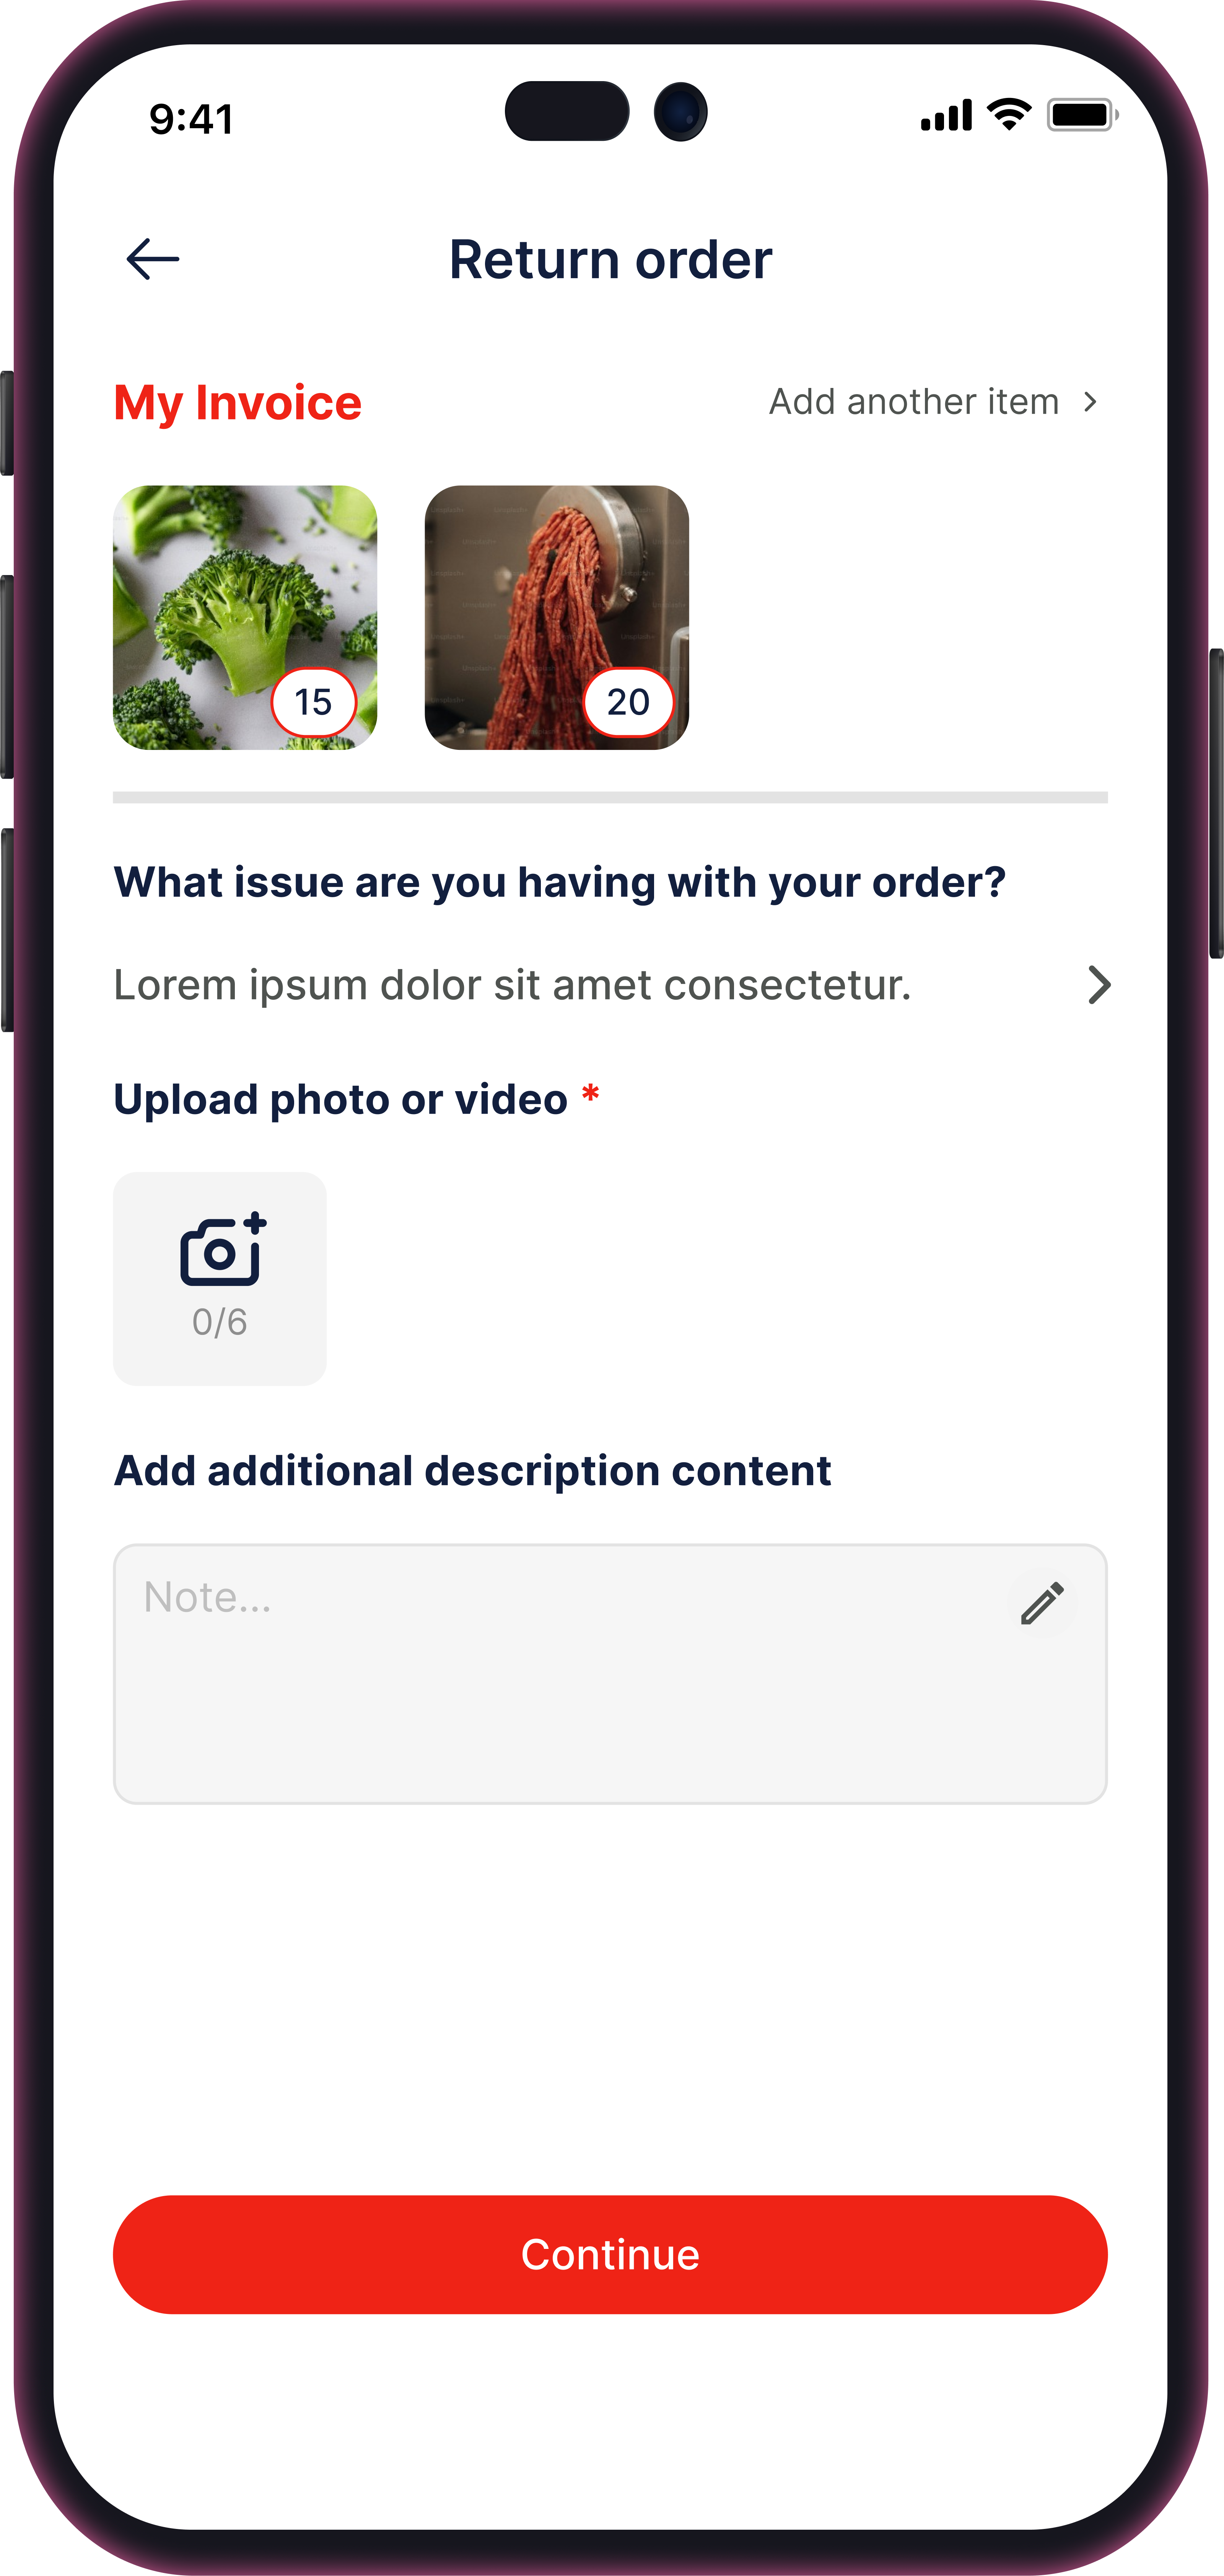 9:41
Return order
My Invoice
Add another item
15
20
What issue are you having with your order?
Lorem ipsum dolor sit amet consectetur.
Upload photo or video *
0/6
Add additional description content
Note...
Continue